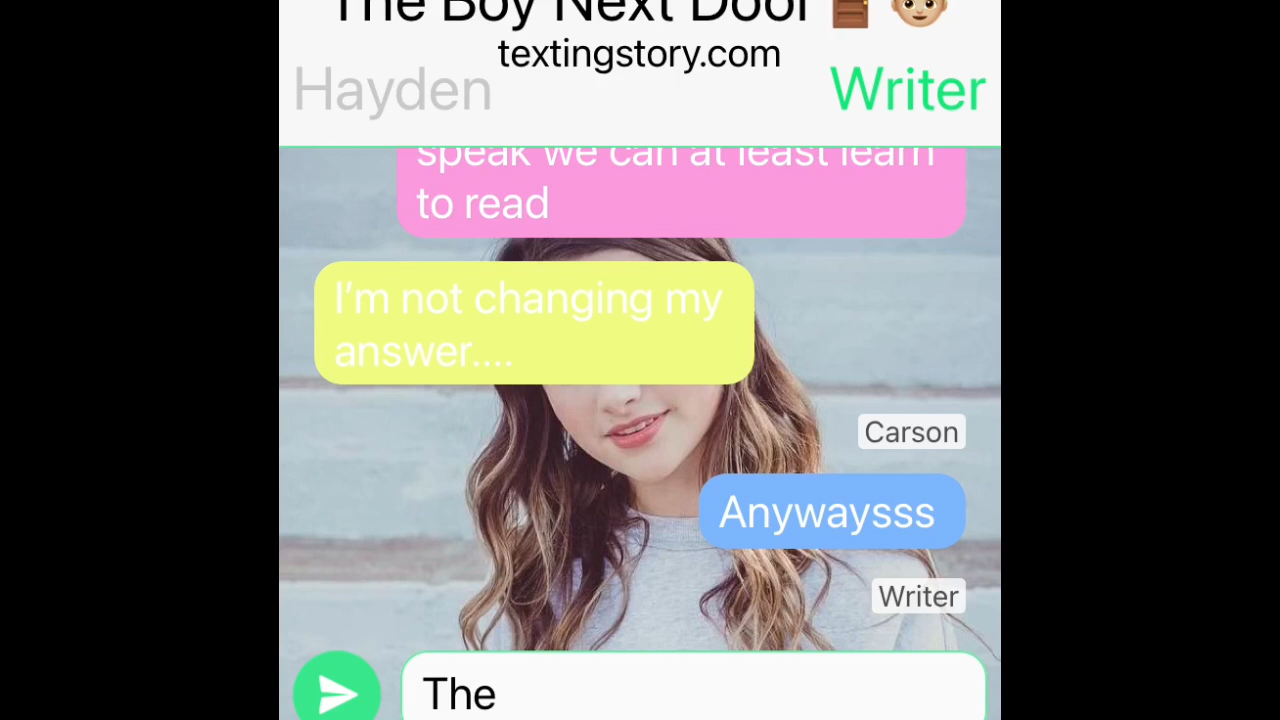 The Boy Next Door 🚪👦🏼
textingstory.com
Hayden
Writer
speak we can at least learn
to read
I’m not changing my
answer....
Carson
Anywaysss
Writer
The